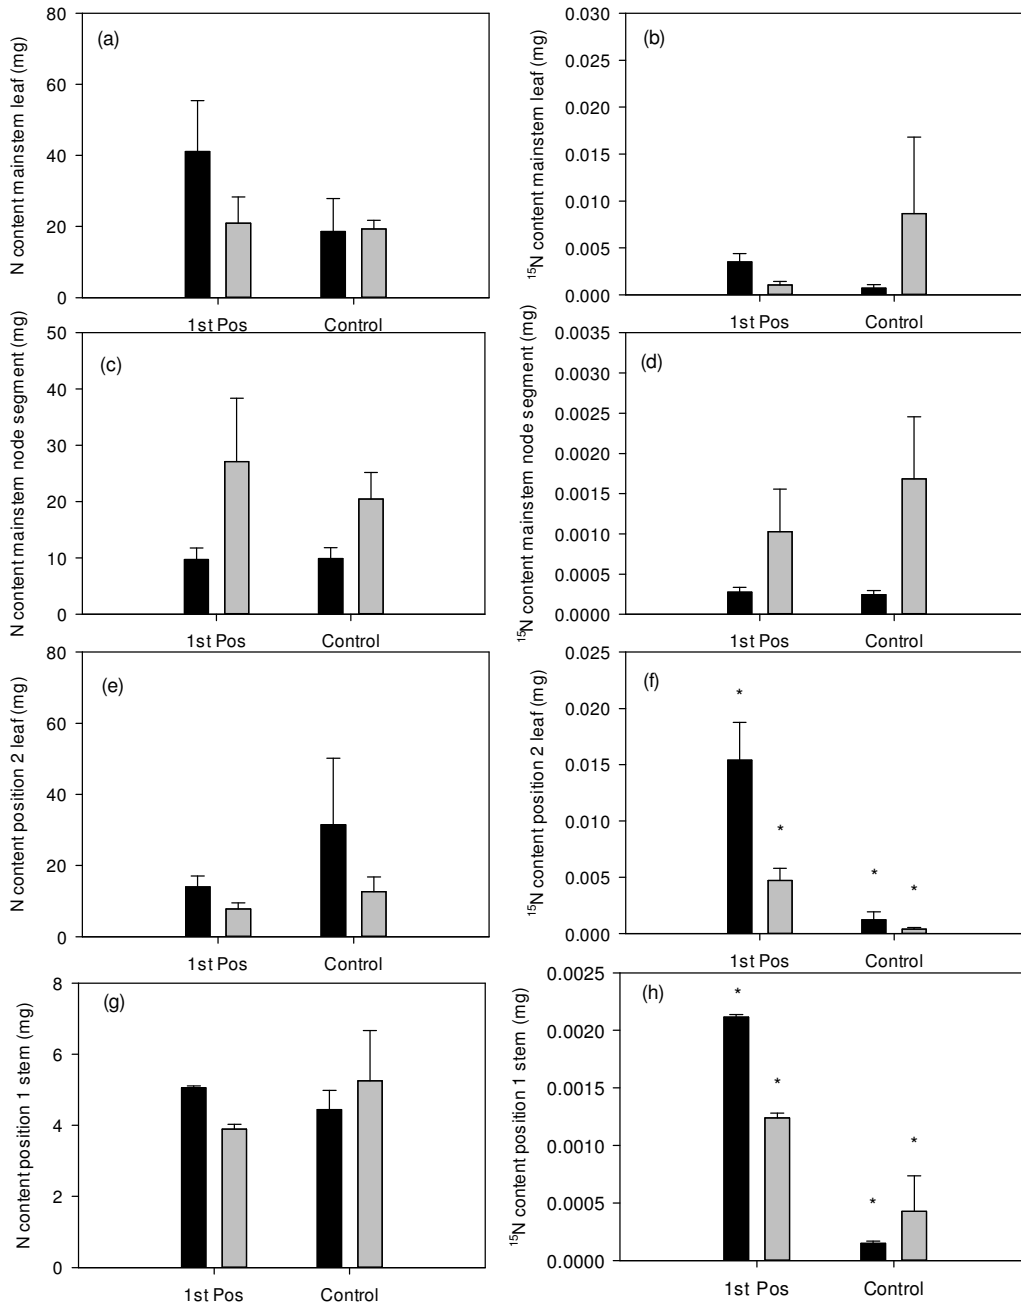 N content mainstem leaf (mg)
80
60
40
20
0
(a)
1st Pos
Control
¹⁵N content mainstem leaf (mg)
0.030
0.025
0.020
0.015
0.010
0.005
0.000
(b)
1st Pos
Control
N content mainstem node segment (mg)
50
40
30
20
10
0
(c)
1st Pos
Control
¹⁵N content mainstem node segment (mg)
0.0035
0.0030
0.0025
0.0020
0.0015
0.0010
0.0005
0.0000
(d)
1st Pos
Control
N content position 2 leaf (mg)
80
60
40
20
0
(e)
1st Pos
Control
¹⁵N content position 2 leaf (mg)
0.025
0.020
0.015
0.010
0.005
0.000
(f)
*
*
*
*
1st Pos
Control
N content position 1 stem (mg)
8
6
4
2
0
(g)
1st Pos
Control
¹⁵N content position 1 stem (mg)
0.0025
0.0020
0.0015
0.0010
0.0005
0.0000
(h)
*
*
*
*
1st Pos
Control